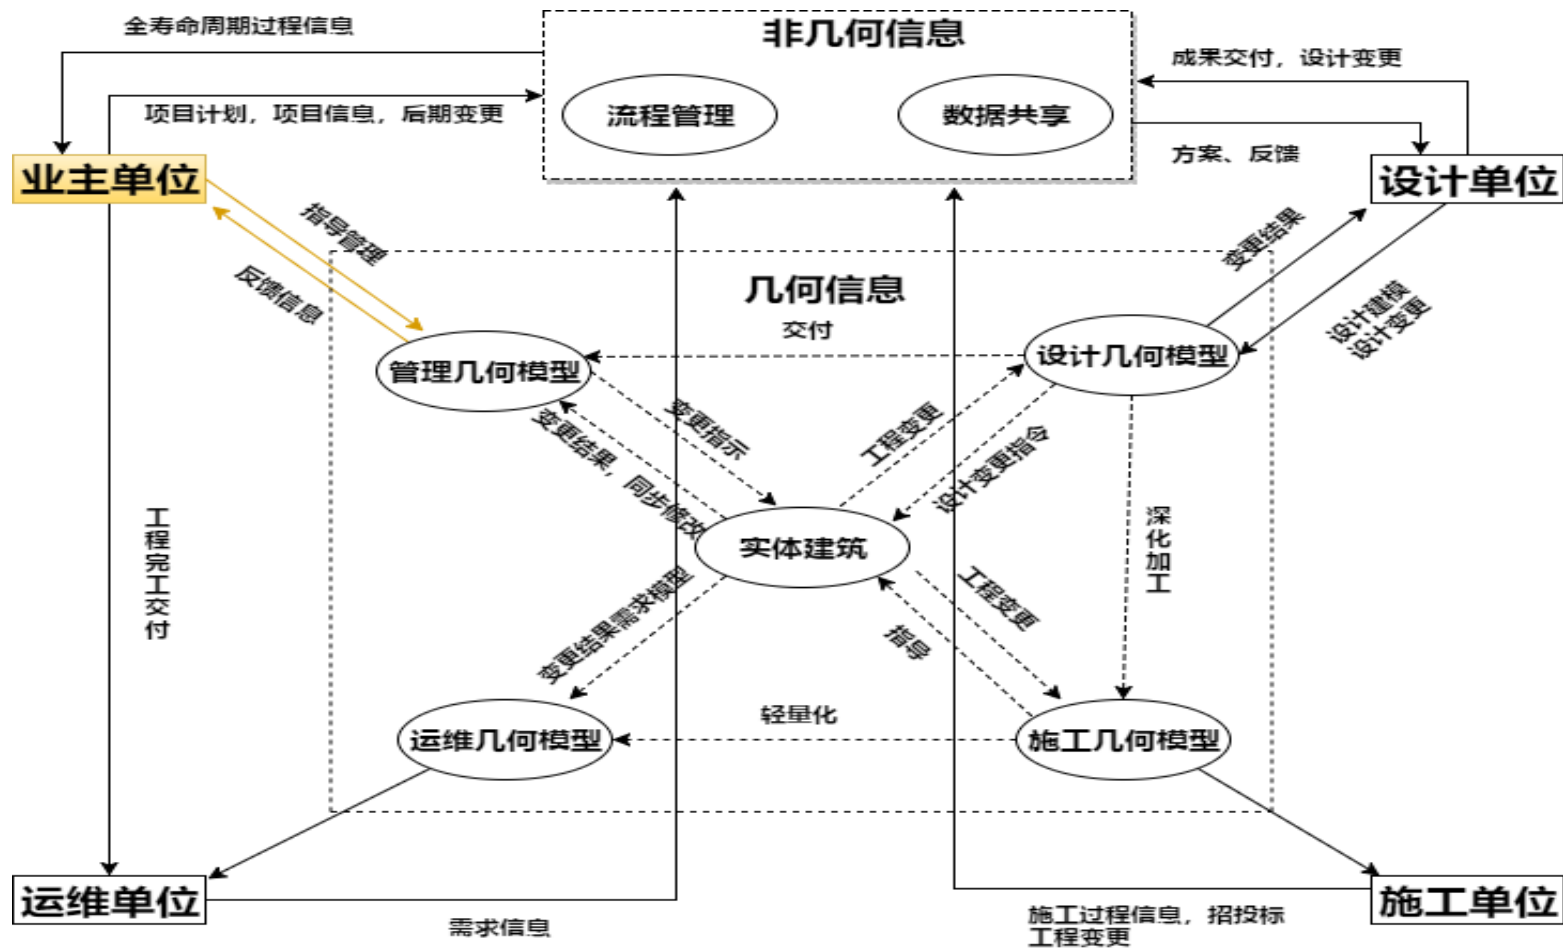 全寿命周期过程信息
非几何信息
成果交付，设计变更
项目计划，项目信息，后期变更
流程管理
数据共享
方案、反馈
业主单位
设计单位
指导管理
反馈信息
变更结果
几何信息
设计建模
设计变更
交付
管理几何模型
设计几何模型
变更指示
变更结果，同步修改
工程变更
设计变更指令
工程完工交付
实体建筑
深化加工
变更结果需求模型
工程变更
指导
轻量化
运维几何模型
施工几何模型
运维单位
施工单位
需求信息
施工过程信息，招投标
工程变更